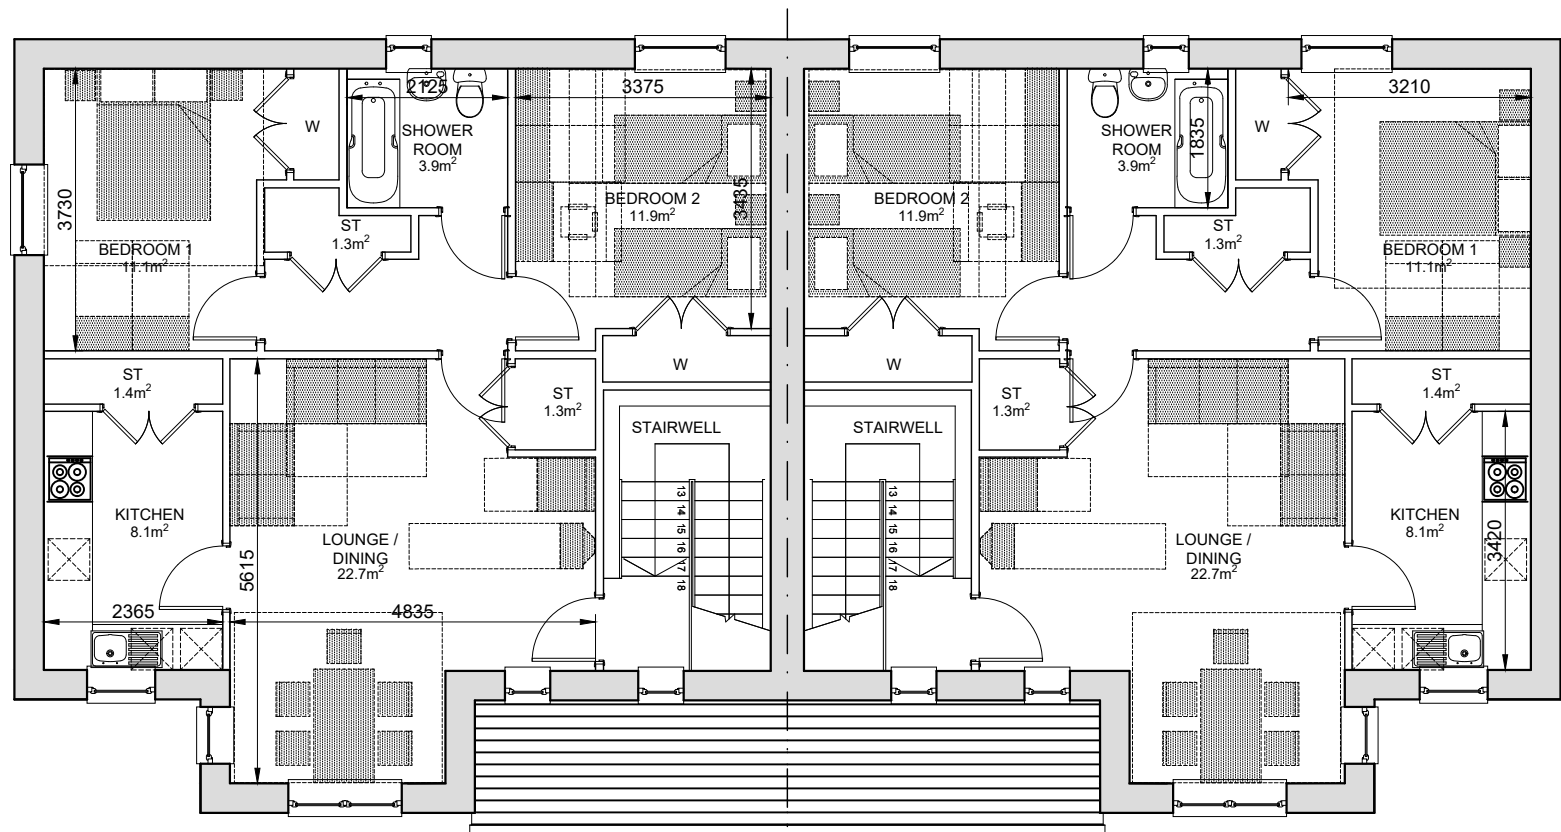 2125
3375
3210
W
SHOWER
ROOM
3.9m²
1835
SHOWER
ROOM
3.9m²
W
3730
3435
BEDROOM 2
11.9m²
BEDROOM 2
11.9m²
ST
1.3m²
ST
1.3m²
BEDROOM 1
11.1m²
BEDROOM 1
11.1m²
W
W
ST
1.4m²
ST
1.3m²
ST
1.3m²
ST
1.4m²
STAIRWELL
STAIRWELL
13
14
15
16
17
18
13
14
15
16
17
18
KITCHEN
8.1m²
LOUNGE /
DINING
22.7m²
LOUNGE /
DINING
22.7m²
KITCHEN
8.1m²
5615
3420
2365
4835